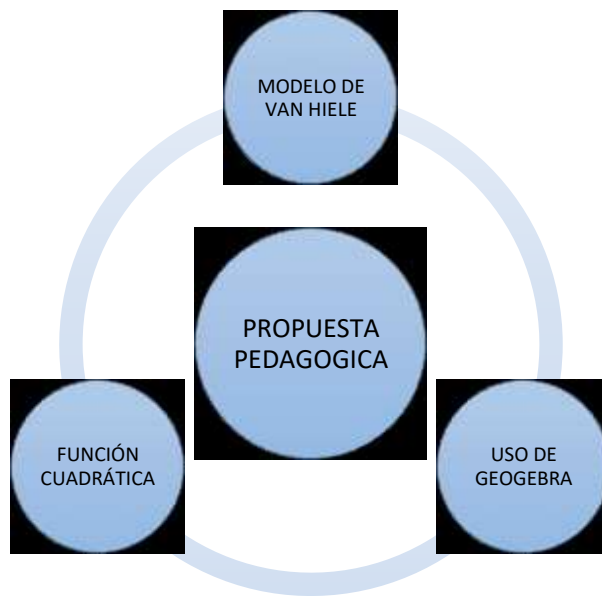 MODELO DE
VAN HIELE
PROPUESTA
PEDAGOGICA
FUNCIÓN
CUADRÁTICA
USO DE
GEOGEBRA